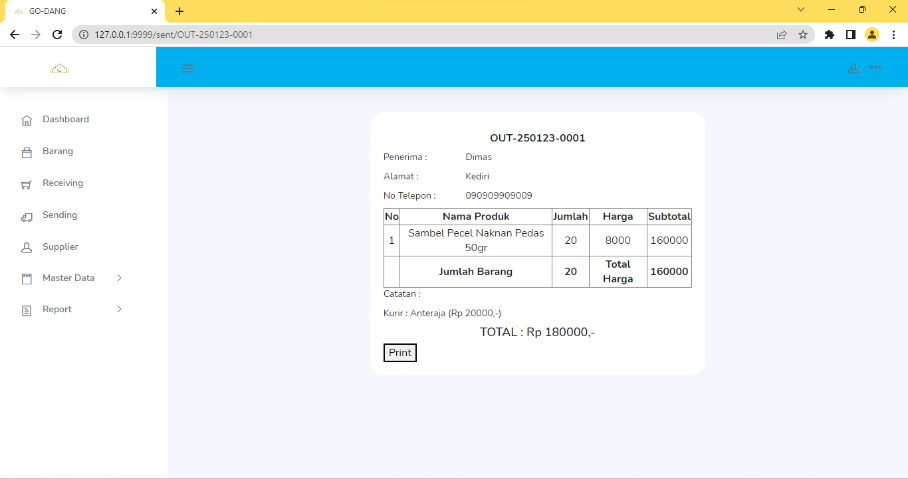 GO-DANG
127.0.0.1:9999/sent/OUT-250123-0001
Dashboard
Barang
Receiving
Sending
Supplier
Master Data
Report
OUT-250123-0001
Penerima : Dimas
Alamat : Kediri
No Telepon : 090909909009
No Nama Produk Jumlah Harga Subtotal
1 Sambel Pecel Naknan Pedas 50gr 20 8000 160000
Jumlah Barang 20 Total Harga 160000
Catatan :
Kurir : Anteraja (Rp 20000,-)
TOTAL : Rp 180000,-
Print